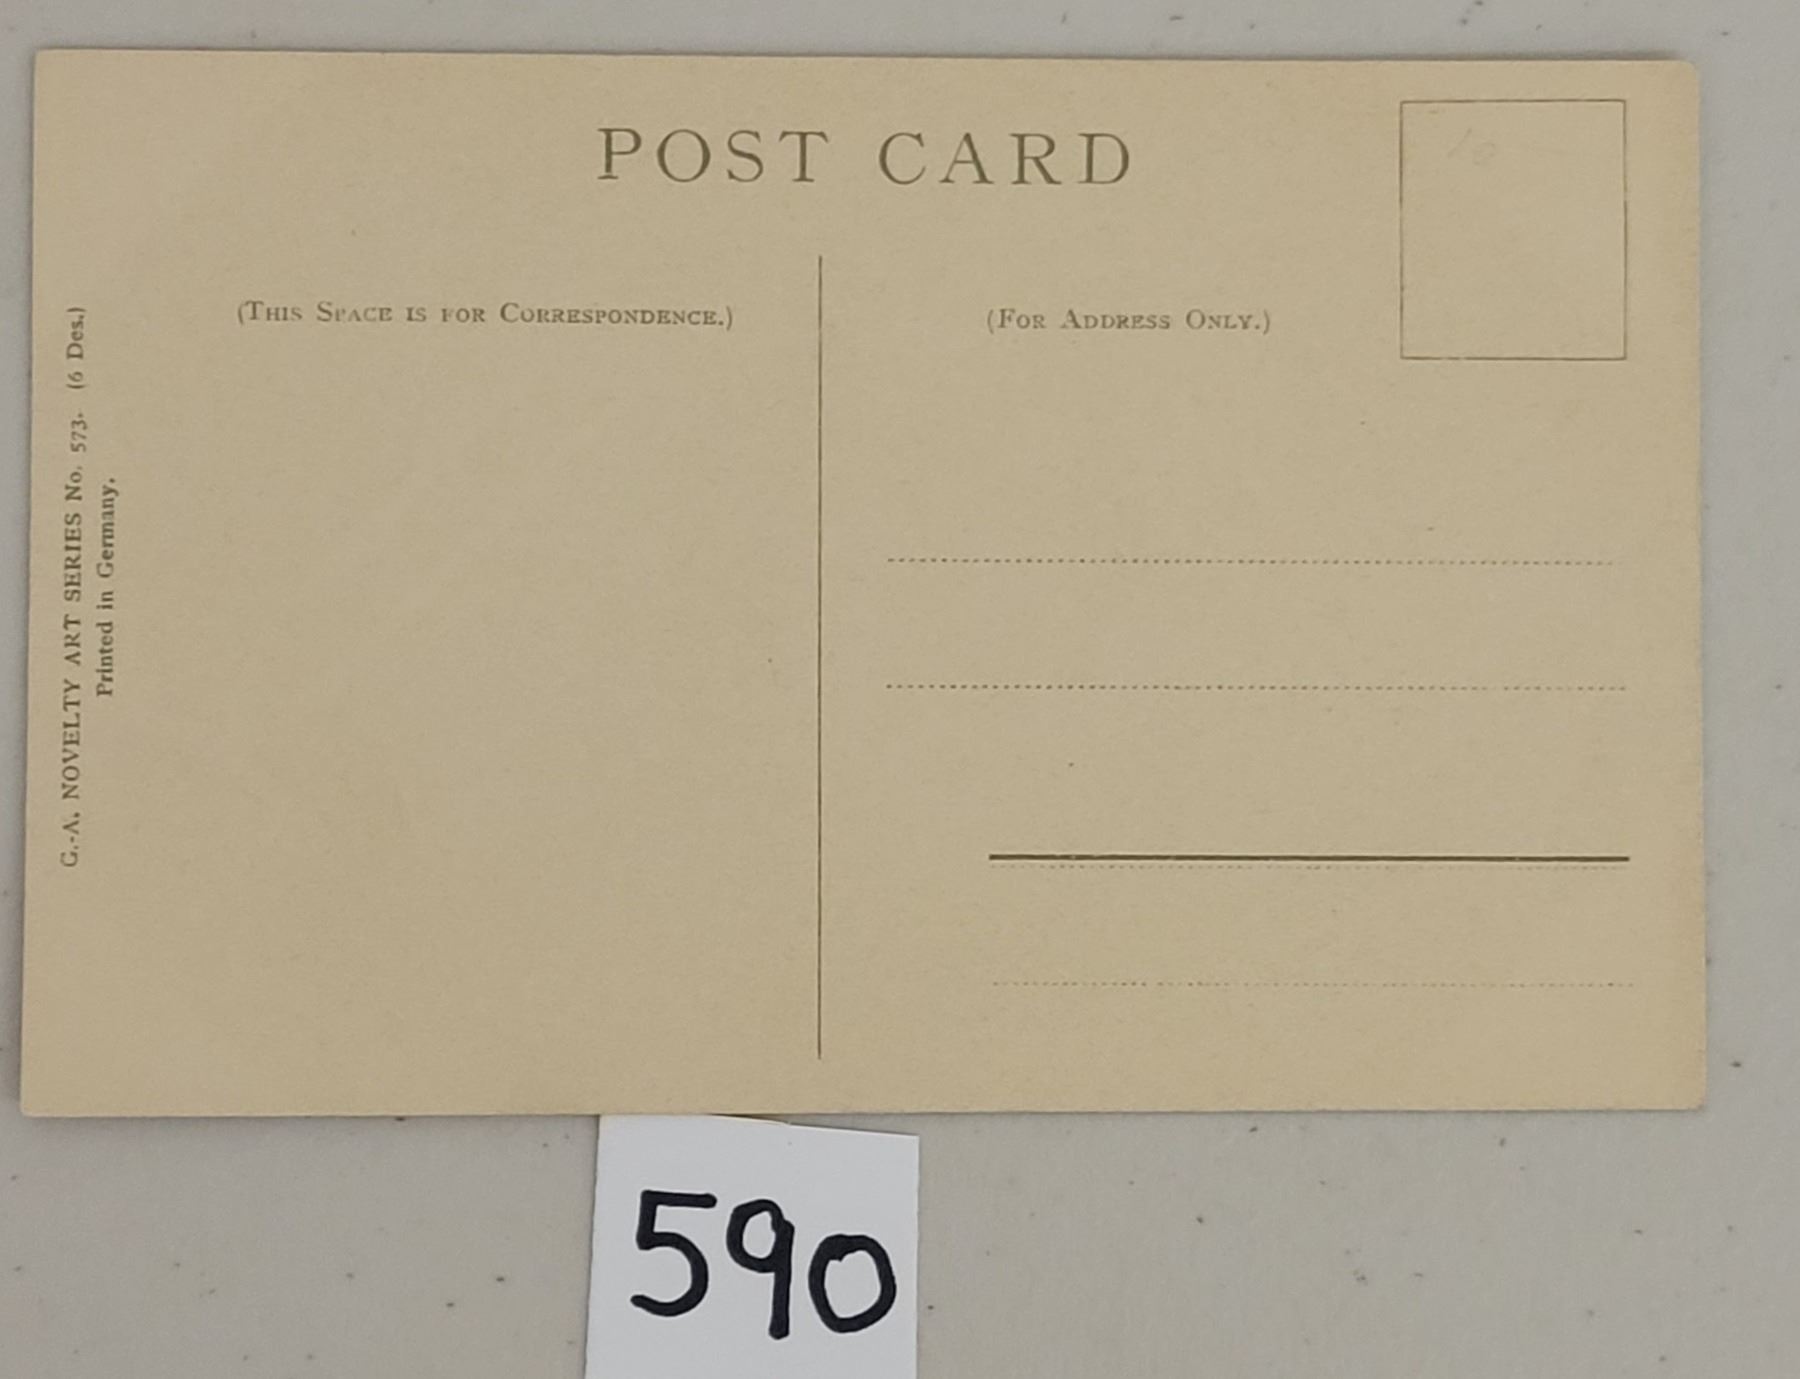 POST CARD
(THIS SPACE IS FOR CORRESPONDENCE.)
(FOR ADDRESS ONLY.)
10
G.-A. NOVELTY ART SERIES No. 573. (6 Des.)
Printed in Germany.
590